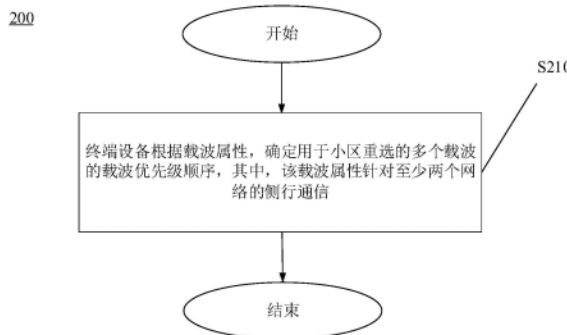 200
开始
S210
终端设备根据载波属性，确定用于小区重选的多个载波
的载波优先级顺序，其中，该载波属性针对至少两个网
络的侧行通信
结束